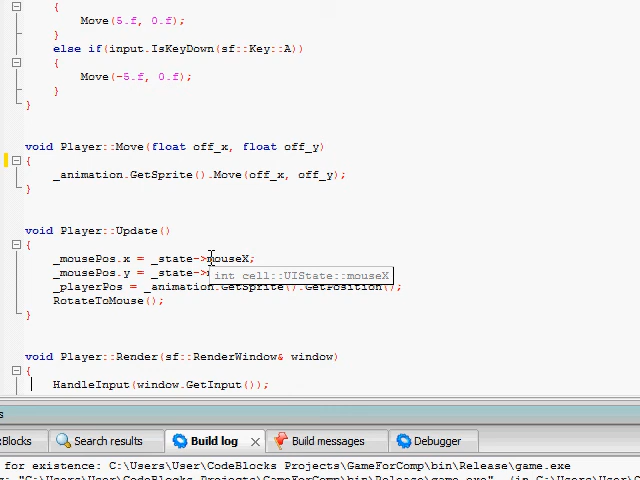 {
Move(5.f, 0.f);
}
else if(input.IsKeyDown(sf::Key::A))
{
Move(-5.f, 0.f);
}
}
void Player::Move(float off_x, float off_y)
{
_animation.GetSprite().Move(off_x, off_y);
}
void Player::Update()
{
_mousePos.x = _state->mouseX;
_mousePos.y = _state->
int cell::UIState::mouseX
_playerPos = _animation.GetSprite().GetPosition();
RotateToMouse();
}
void Player::Render(sf::RenderWindow& window)
{
HandleInput(window.GetInput());
s
::Blocks Search results Build log Build messages Debugger
for existence: C:\Users\User\CodeBlocks Projects\GameForComp\bin\Release\game.exe